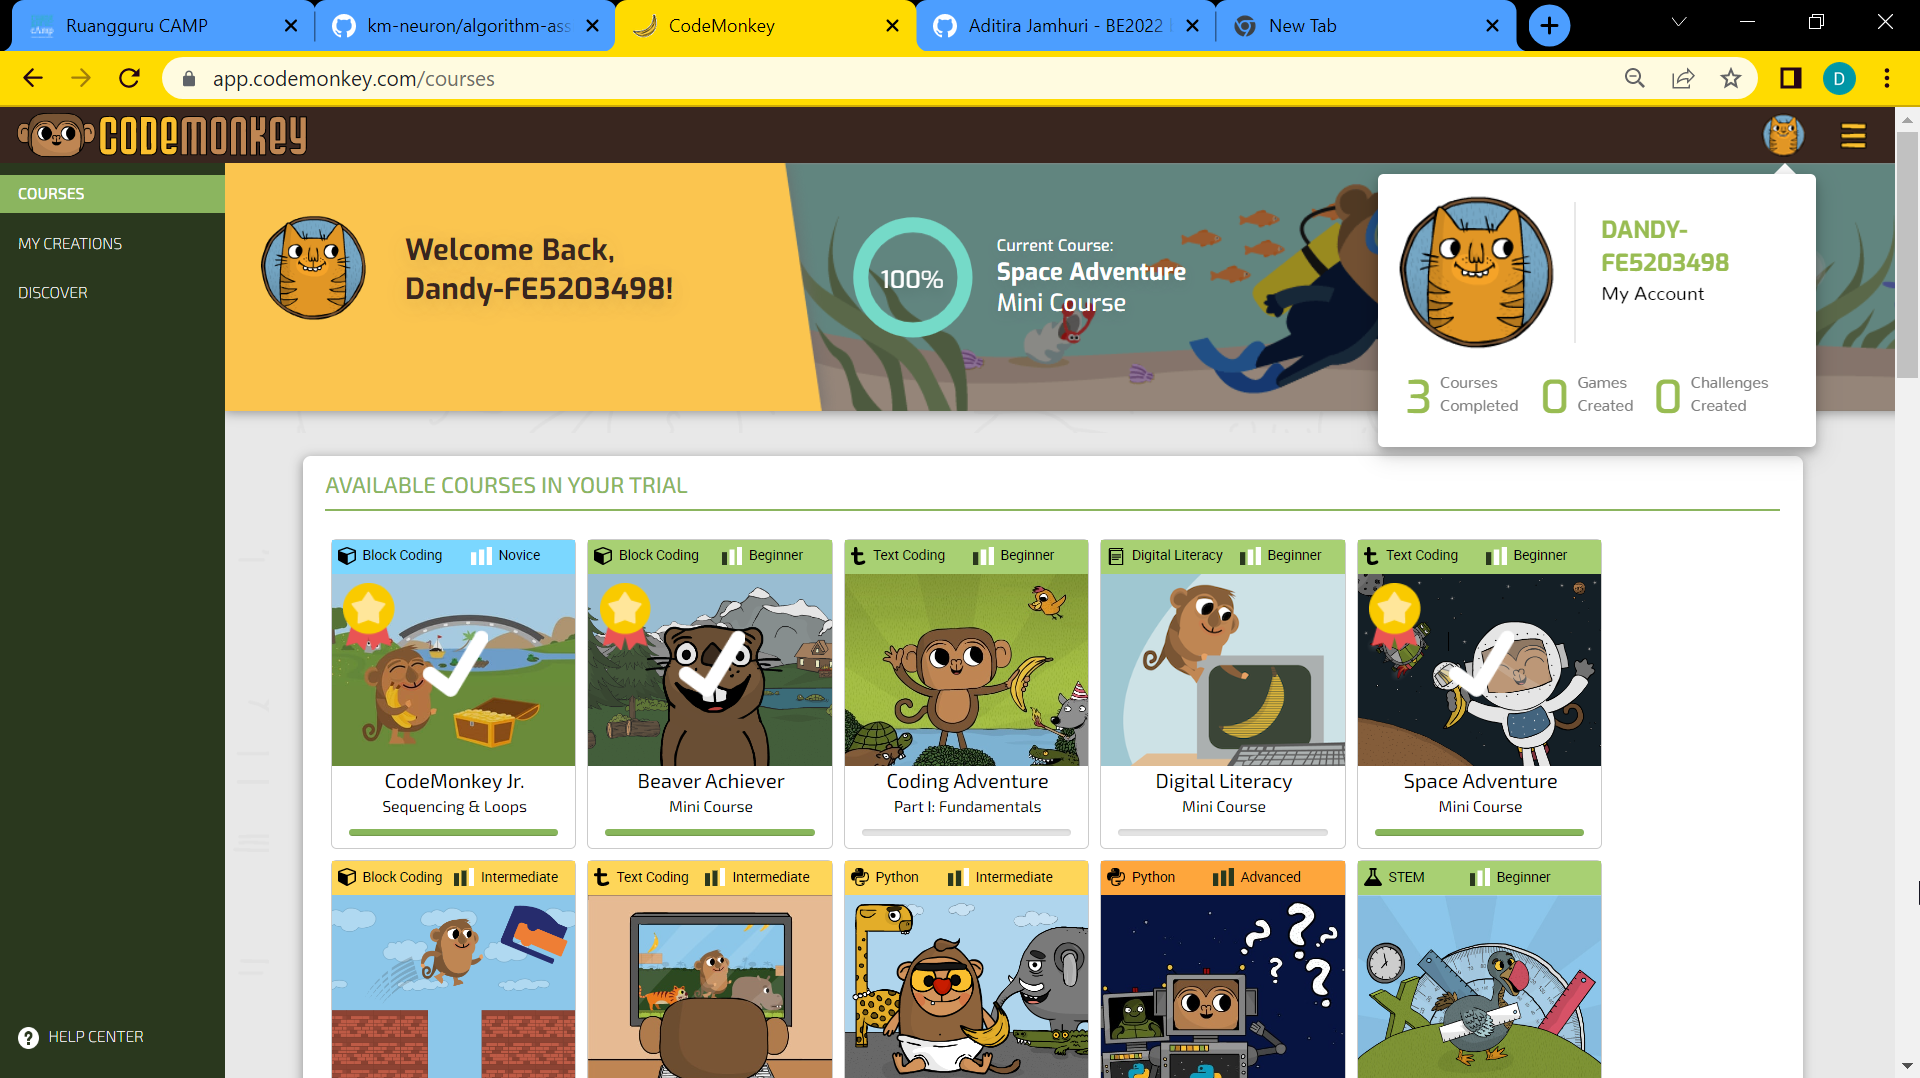 Ruangguru CAMP
km-neuron/algorithm-ass
CodeMonkey
Aditira Jamhuri - BE2022
New Tab
app.codemonkey.com/courses
D
CODEMONKEY
COURSES
MY CREATIONS
DISCOVER
HELP CENTER
Welcome Back,
Dandy-FE5203498!
100%
Current Course:
Space Adventure
Mini Course
DANDY-
FE5203498
My Account
3 Courses Completed
0 Games Created
0 Challenges Created
AVAILABLE COURSES IN YOUR TRIAL
Block Coding Novice
CodeMonkey Jr.
Sequencing & Loops
Block Coding Beginner
Beaver Achiever
Mini Course
Text Coding Beginner
Coding Adventure
Part I: Fundamentals
Digital Literacy Beginner
Digital Literacy
Mini Course
Text Coding Beginner
Space Adventure
Mini Course
Block Coding Intermediate
Text Coding Intermediate
Python Intermediate
Python Advanced
? ? ? ? ?
STEM Beginner